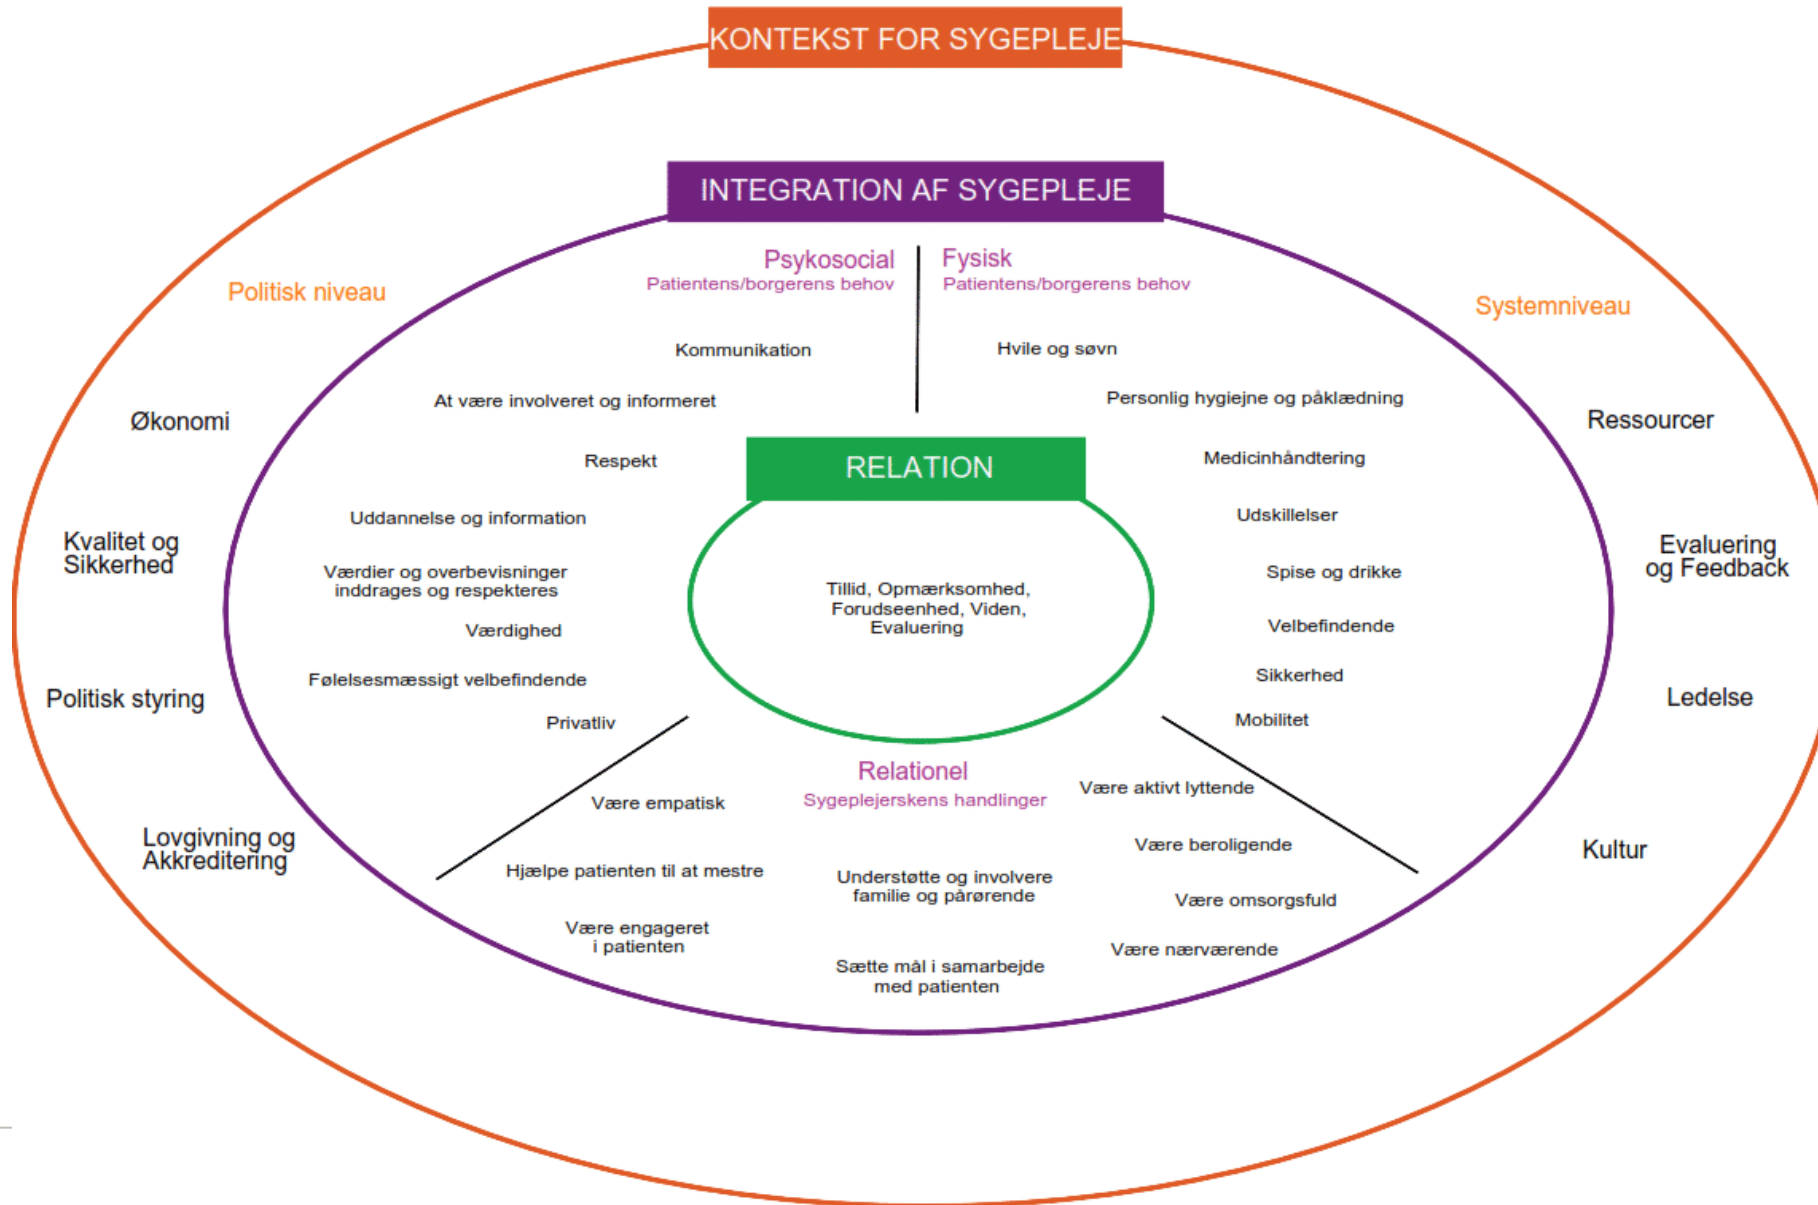 KONTEKST FOR SYGEPLEJE
INTEGRATION AF SYGEPLEJE
Politisk niveau
Økonomi
Kvalitet og
Sikkerhed
Politisk styring
Lovgivning og
Akkreditering
Psykosocial
Patientens/borgerens behov
Kommunikation
At være involveret og informeret
Respekt
Uddannelse og information
Værdier og overbevisninger
inddrages og respekteres
Værdighed
Følelsesmæssigt velbefindende
Privatliv
Fysisk
Patientens/borgerens behov
Hvile og søvn
Personlig hygiejne og påklædning
Medicinhåndtering
Udskillelser
Spise og drikke
Velbefindende
Sikkerhed
Mobilitet
RELATION
Tillid, Opmærksomhed,
Forudseenhed, Viden,
Evaluering
Relationel
Sygeplejerskens handlinger
Være empatisk
Hjælpe patienten til at mestre
Være engageret
i patienten
Understøtte og involvere
familie og pårørende
Sætte mål i samarbejde
med patienten
Være aktivt lyttende
Være beroligende
Være omsorgsfuld
Være nærværende
Systemniveau
Ressourcer
Evaluering
og Feedback
Ledelse
Kultur